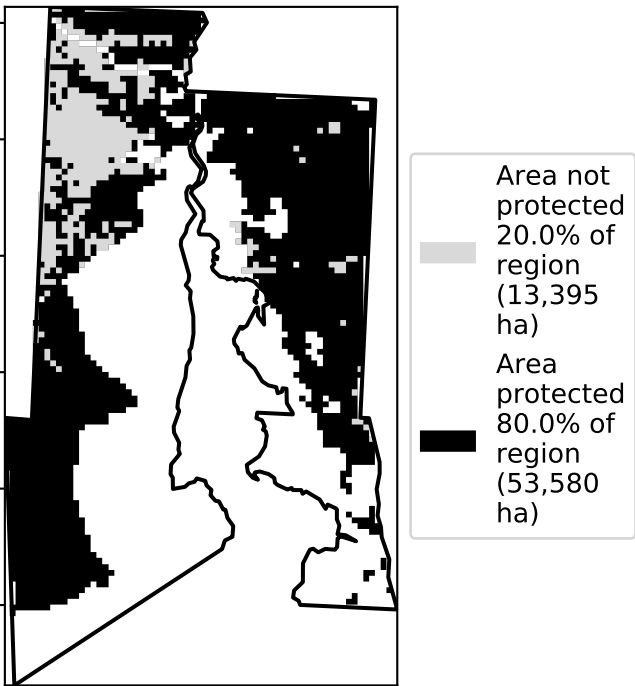 Area not
protected
20.0% of
region
(13,395
ha)
Area
protected
80.0% of
region
(53,580
ha)